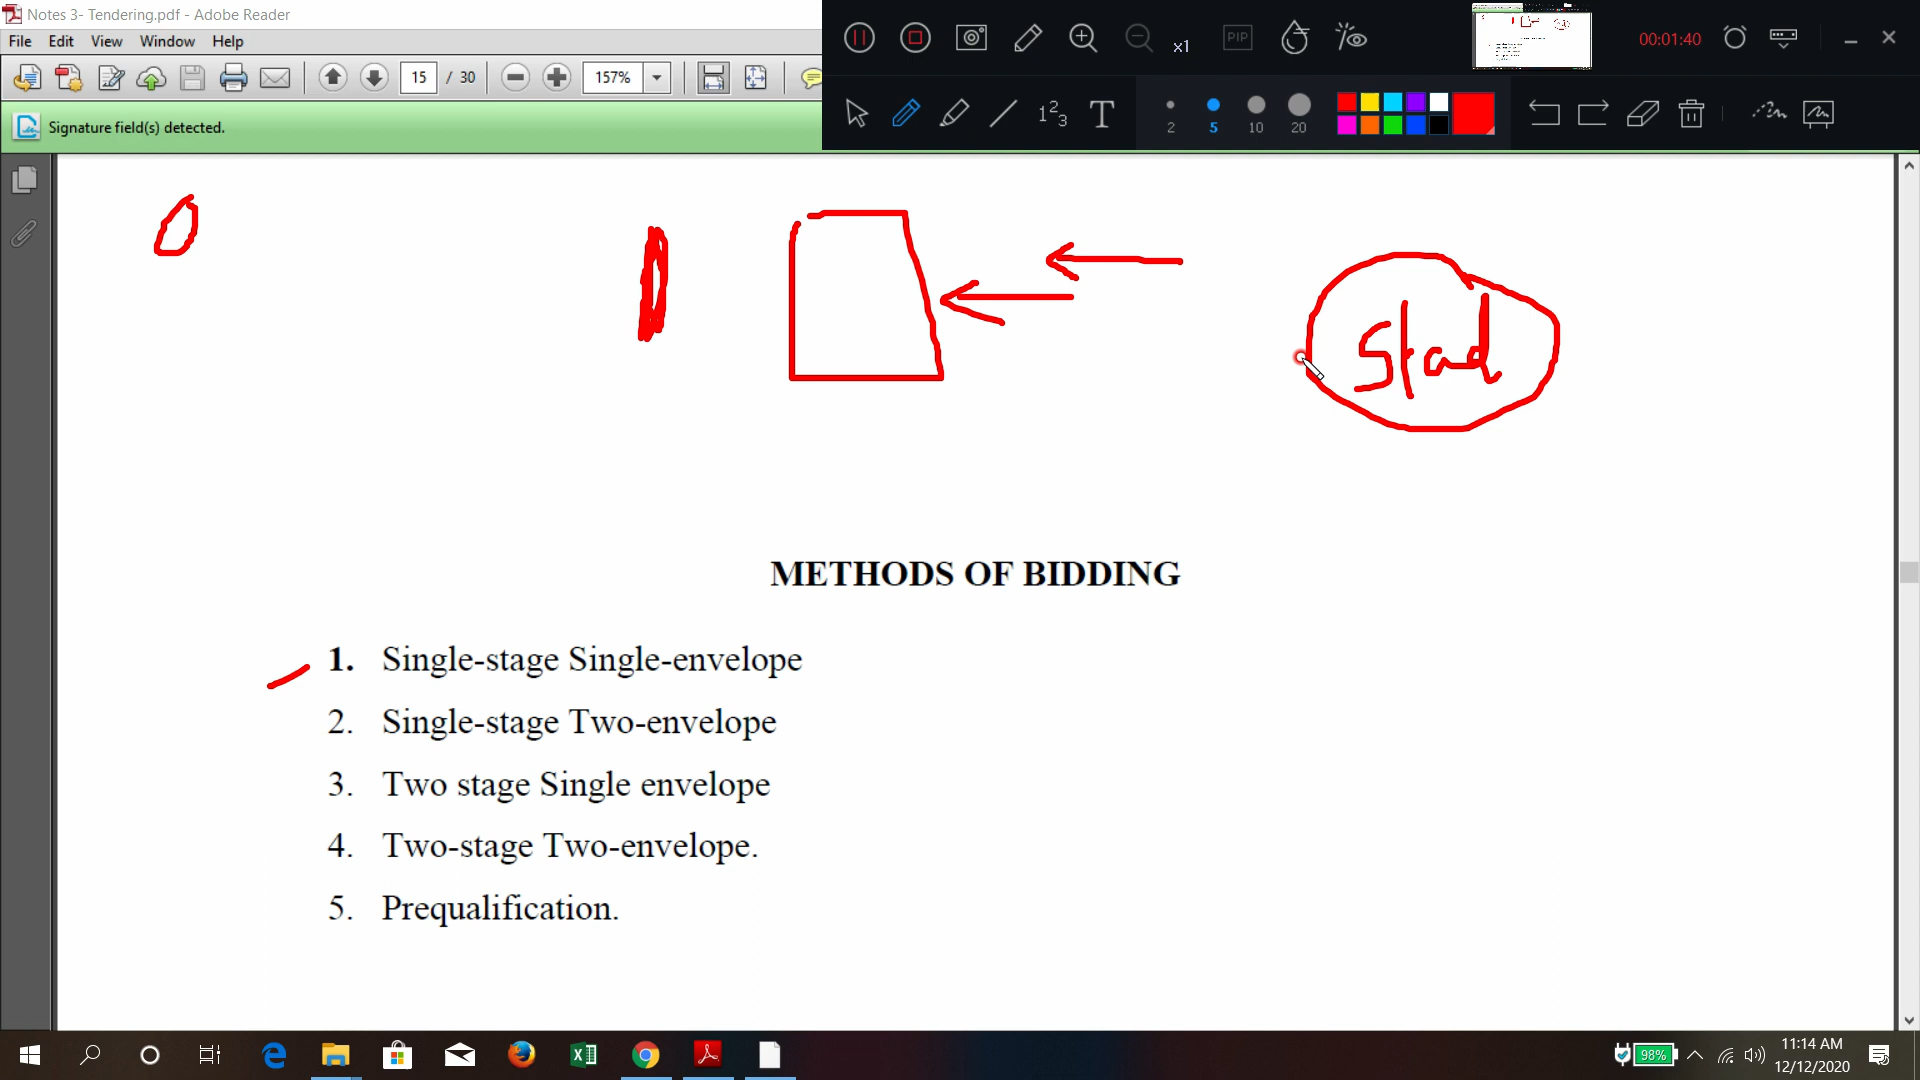 Notes 3- Tendering.pdf - Adobe Reader
File Edit View Window Help
15 / 30 157%
x1 PIP 00:01:40
1 2 3 T 2 5 10 20
Signature field(s) detected.
METHODS OF BIDDING
1. Single-stage Single-envelope
2. Single-stage Two-envelope
3. Two stage Single envelope
4. Two-stage Two-envelope.
5. Prequalification.
98% 11:14 AM
12/12/2020